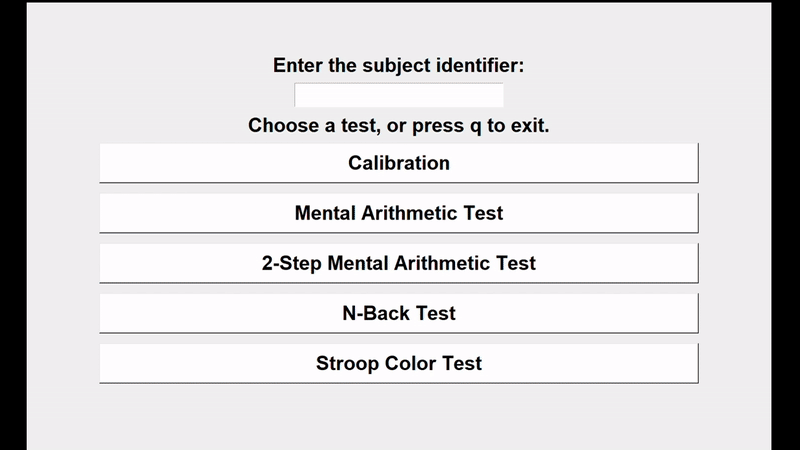 Enter the subject identifier:
Choose a test, or press q to exit.
Calibration
Mental Arithmetic Test
2-Step Mental Arithmetic Test
N-Back Test
Stroop Color Test